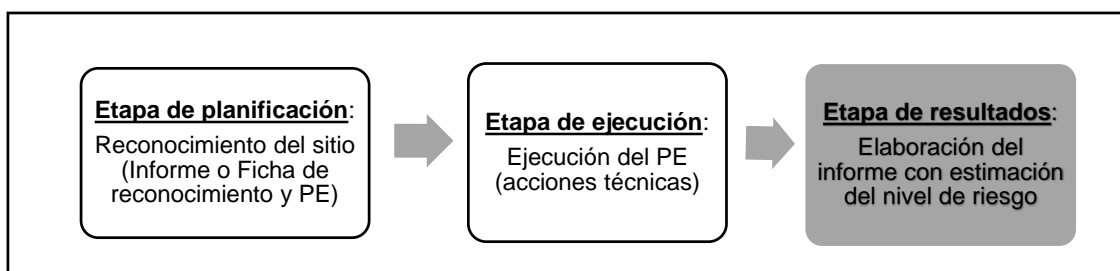 Etapa de planificación:
Reconocimiento del sitio
(Informe o Ficha de
reconocimiento y PE)
Etapa de ejecución:
Ejecución del PE
(acciones técnicas)
Etapa de resultados:
Elaboración del
informe con estimación
del nivel de riesgo